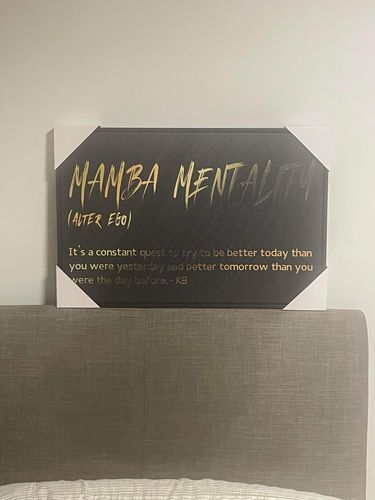 MAMBA MENTALITY
(ALTER EGO)
It's a constant quest to try to be better today than
you were yesterday and better tomorrow than you
were the day before.-KB